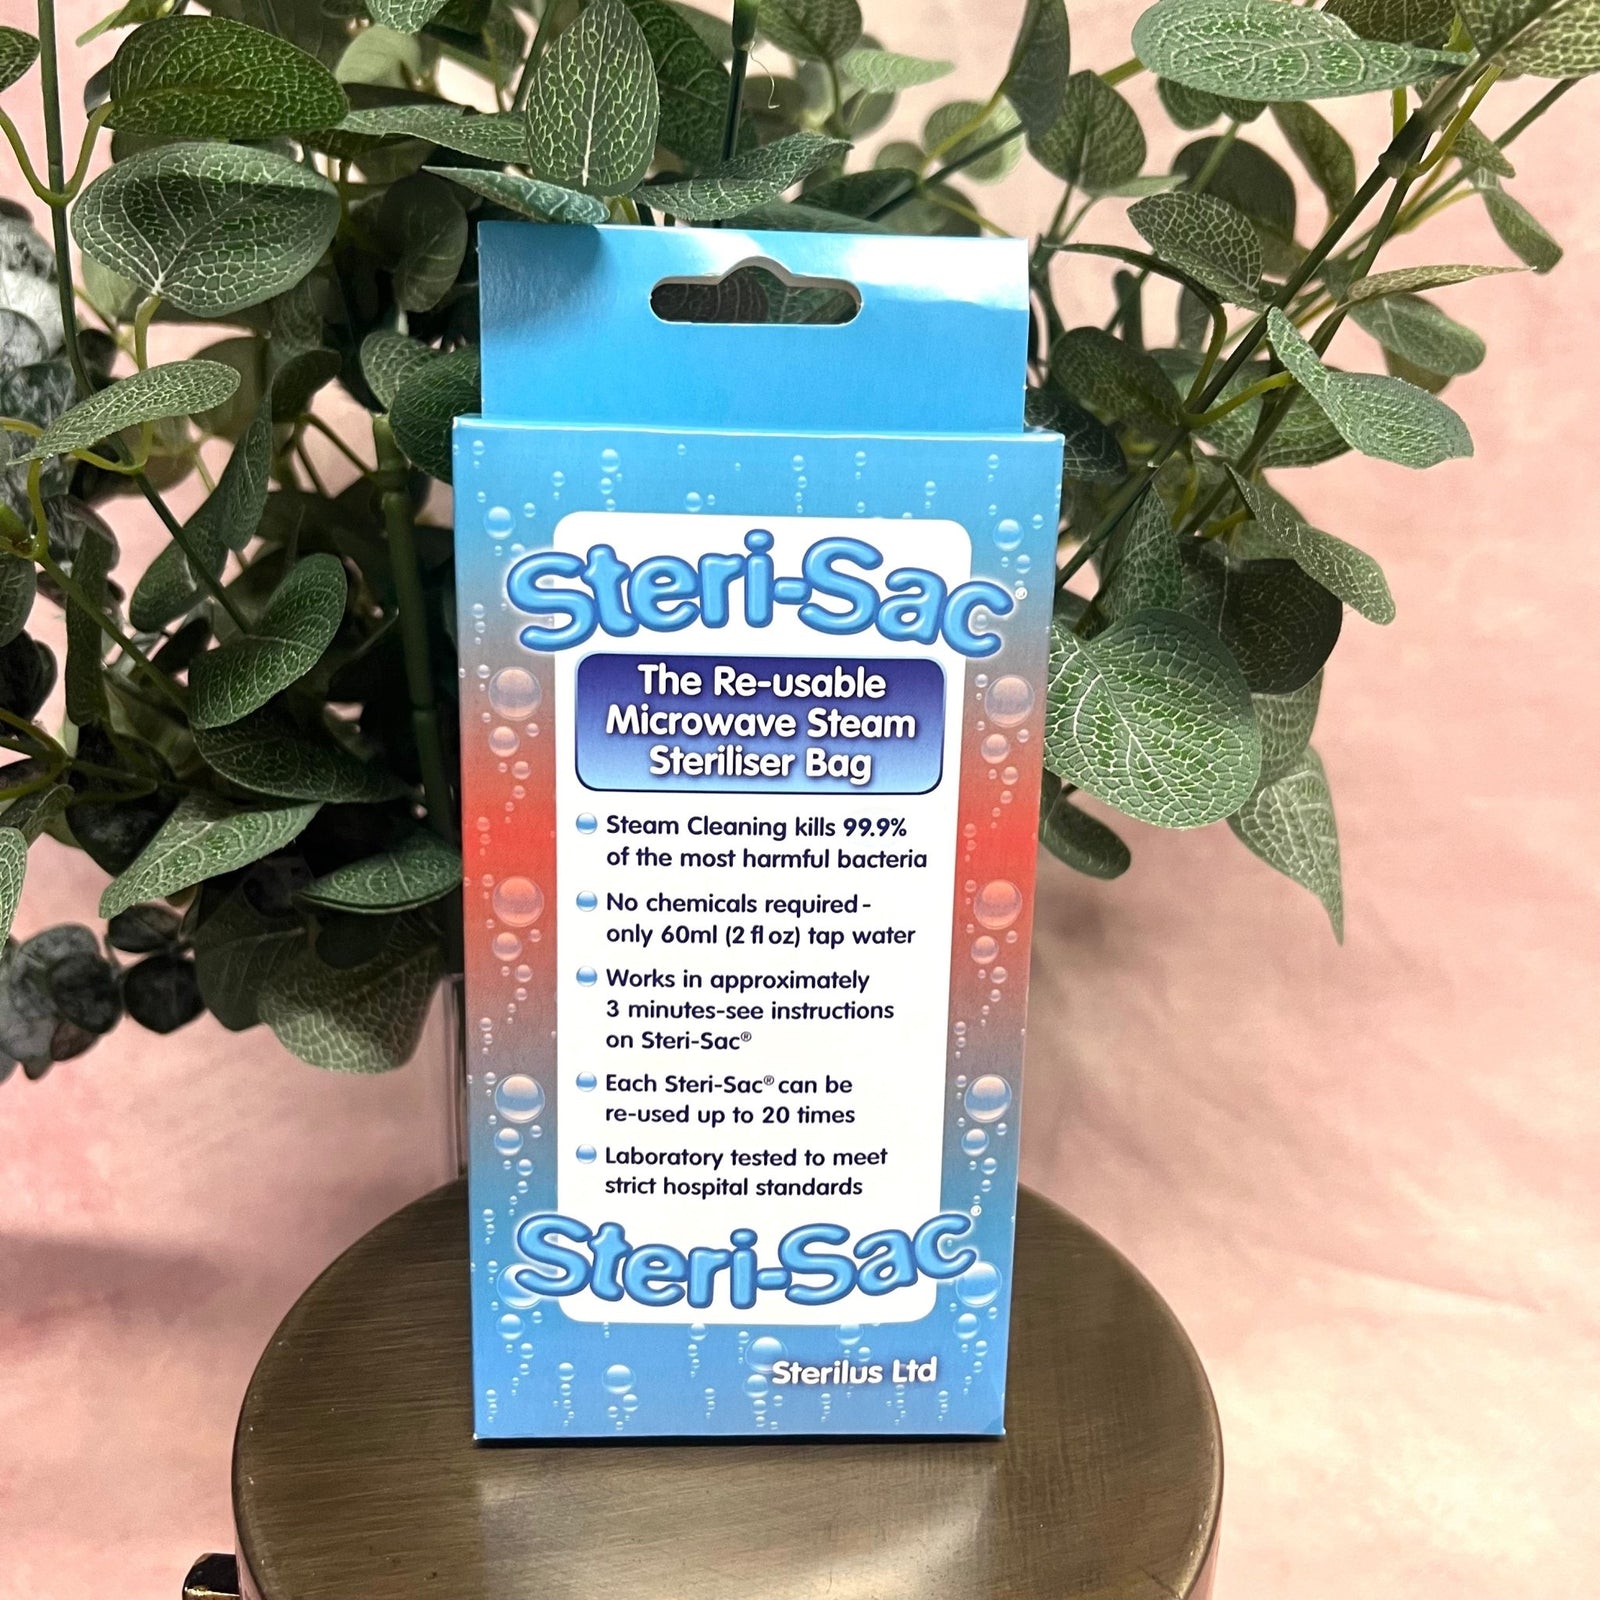 Steri-Sac®
The Re-usable
Microwave Steam
Steriliser Bag
Steam Cleaning kills 99.9%
of the most harmful bacteria
No chemicals required -
only 60ml (2 fl oz) tap water
Works in approximately
3 minutes-see instructions
on Steri-Sac®
Each Steri-Sac® can be
re-used up to 20 times
Laboratory tested to meet
strict hospital standards
Steri-Sac®
Sterilus Ltd